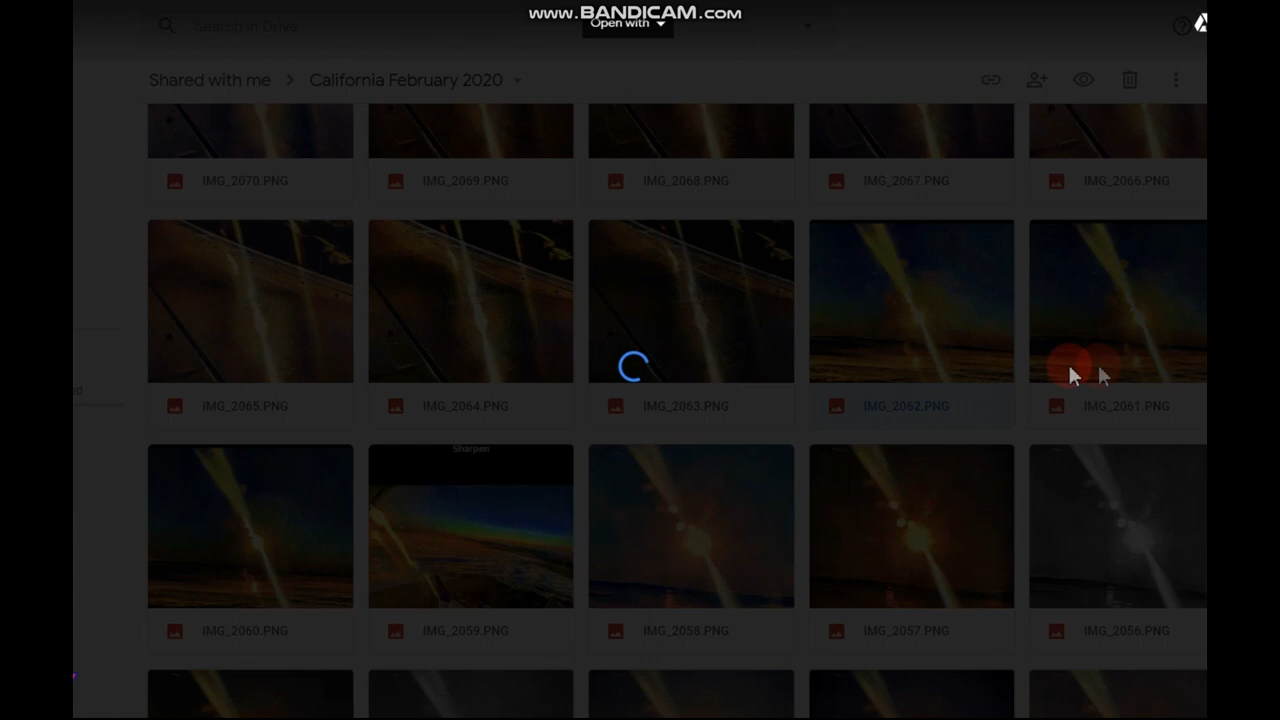 www.BANDICAM.com
Search in Drive
Open with
Shared with me
California February 2020
IMG_2070.PNG
IMG_2069.PNG
IMG_2068.PNG
IMG_2067.PNG
IMG_2066.PNG
IMG_2065.PNG
IMG_2064.PNG
IMG_2063.PNG
IMG_2062.PNG
IMG_2061.PNG
Sharpen
IMG_2060.PNG
IMG_2059.PNG
IMG_2058.PNG
IMG_2057.PNG
IMG_2056.PNG